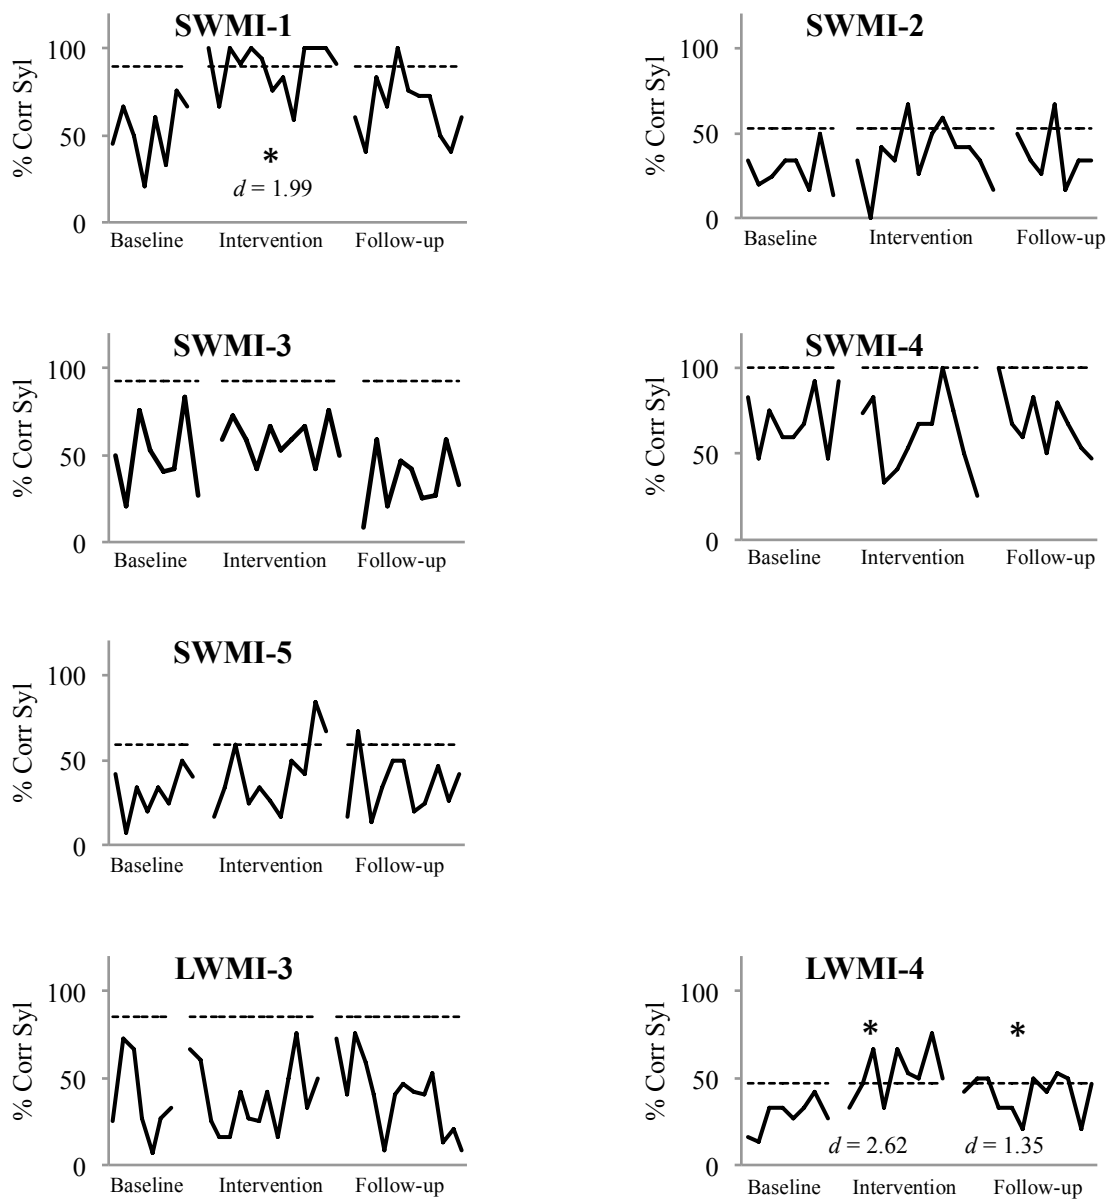 SWMI-1
% Corr Syl
100
50
0
*
d = 1.99
Baseline Intervention Follow-up
SWMI-2
% Corr Syl
100
50
0
Baseline Intervention Follow-up
SWMI-3
% Corr Syl
100
50
0
Baseline Intervention Follow-up
SWMI-4
% Corr Syl
100
50
0
Baseline Intervention Follow-up
SWMI-5
% Corr Syl
100
50
0
Baseline Intervention Follow-up
LWMI-3
% Corr Syl
100
50
0
Baseline Intervention Follow-up
LWMI-4
% Corr Syl
100
50
0
* *
d = 2.62 d = 1.35
Baseline Intervention Follow-up